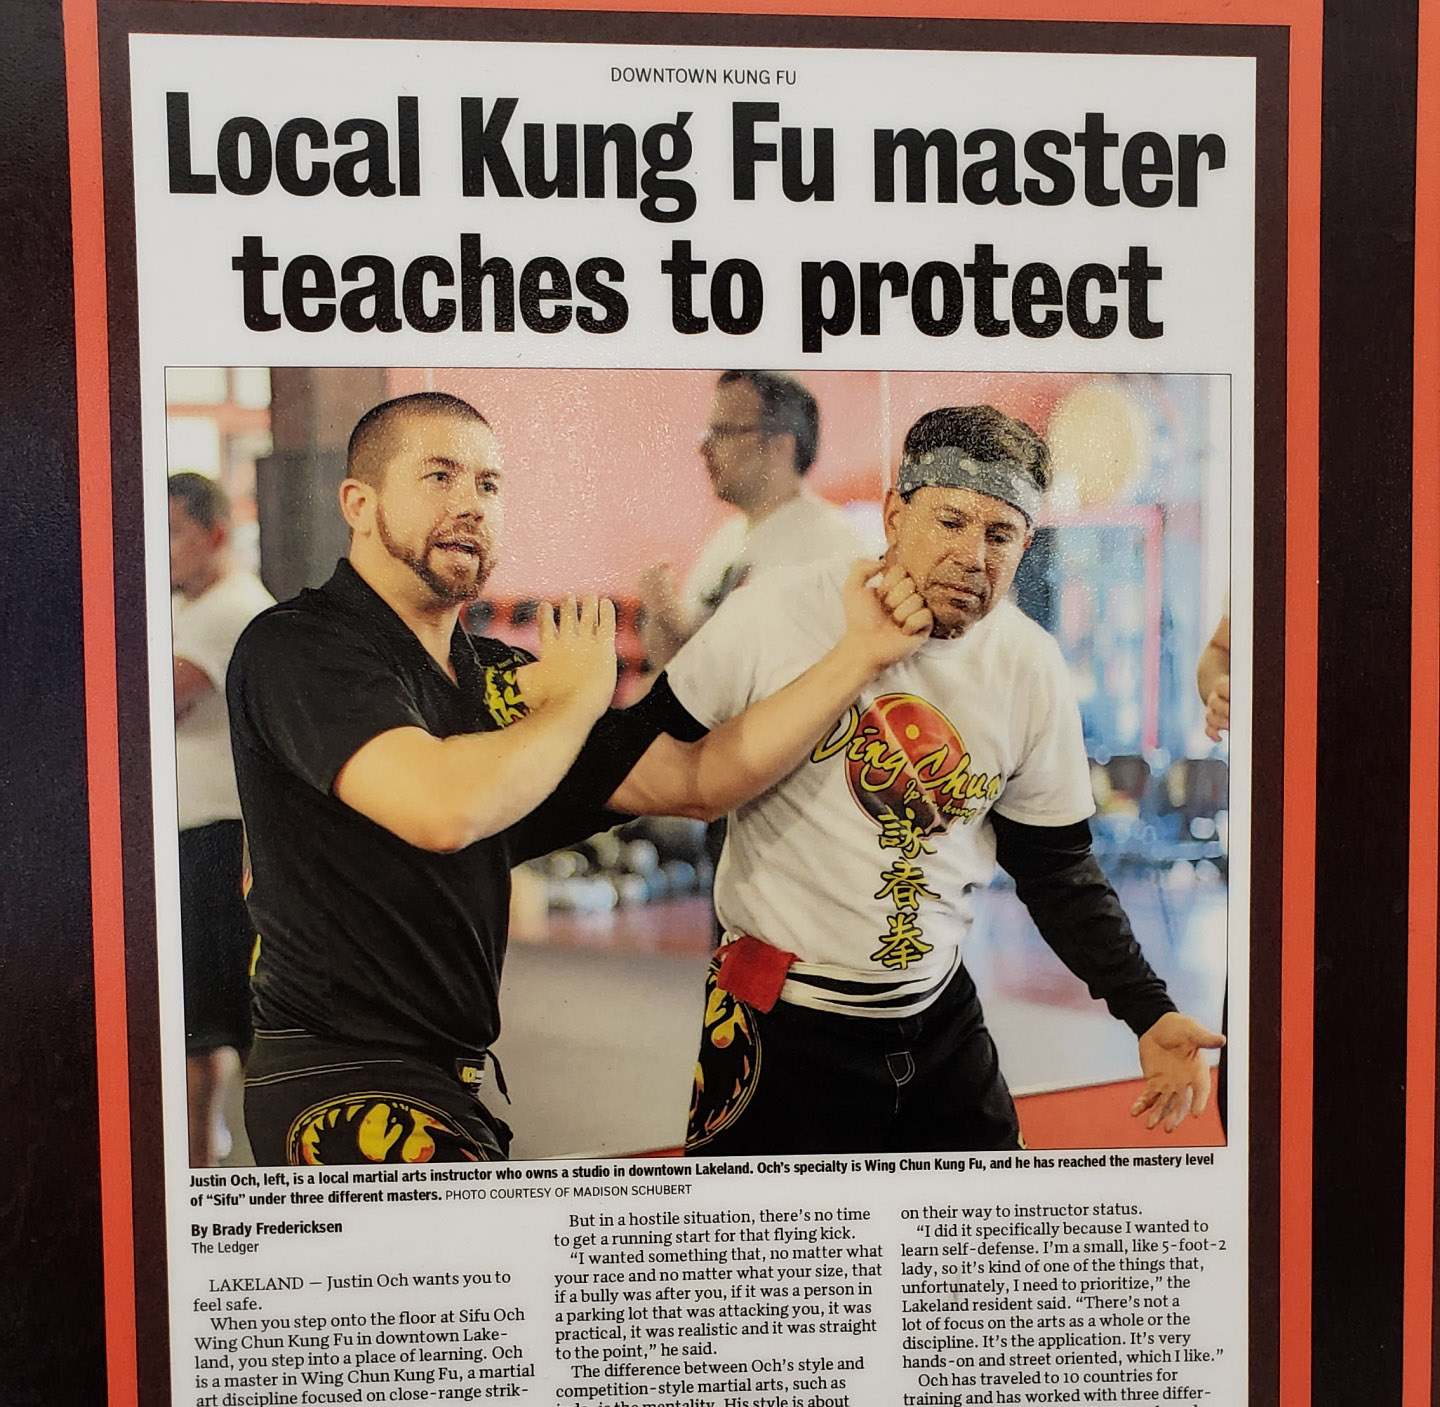 DOWNTOWN KUNG FU
Local Kung Fu master
teaches to protect
Wing Chun
詠
春
拳
Justin Och, left, is a local martial arts instructor who owns a studio in downtown Lakeland. Och's specialty is Wing Chun Kung Fu, and he has reached the mastery level
of “Sifu” under three different masters. PHOTO COURTESY OF MADISON SCHUBERT
By Brady Fredericksen
The Ledger
LAKELAND — Justin Och wants you to
feel safe.
When you step onto the floor at Sifu Och
Wing Chun Kung Fu in downtown Lake-
land, you step into a place of learning. Och
is a master in Wing Chun Kung Fu, a martial
art discipline focused on close-range strik-
But in a hostile situation, there's no time
to get a running start for that flying kick.
“I wanted something that, no matter what
your race and no matter what your size, that
if a bully was after you, if it was a person in
a parking lot that was attacking you, it was
practical, it was realistic and it was straight
to the point,” he said.
The difference between Och's style and
competition-style martial arts, such as
is the mentality. His style is about
on their way to instructor status.
“I did it specifically because I wanted to
learn self-defense. I'm a small, like 5-foot-2
lady, so it's kind of one of the things that,
unfortunately, I need to prioritize,” the
Lakeland resident said. “There's not a
lot of focus on the arts as a whole or the
discipline. It's the application. It's very
hands-on and street oriented, which I like.”
Och has traveled to 10 countries for
training and has worked with three differ-